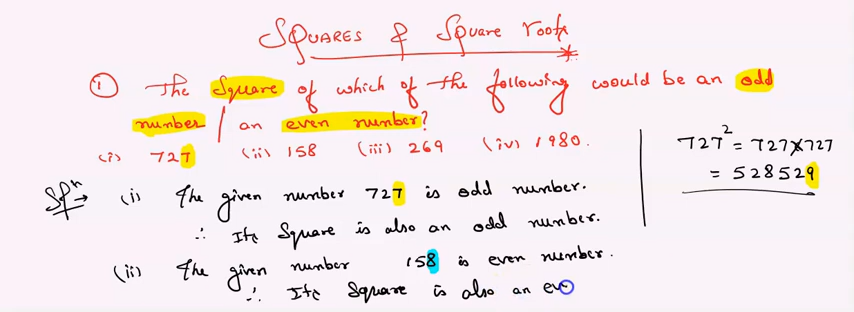 SQUARES & Square roots
① The Square of which of the following would be an odd
number / an even number?
(i) 727 (ii) 158 (iii) 269 (iv) 1980.
727² = 727×727
= 528529
Solⁿ → (i) The given number 727 is odd number.
∴ Its Square is also an odd number.
(ii) The given number 158 is even number.
∴ Its Square is also an eve